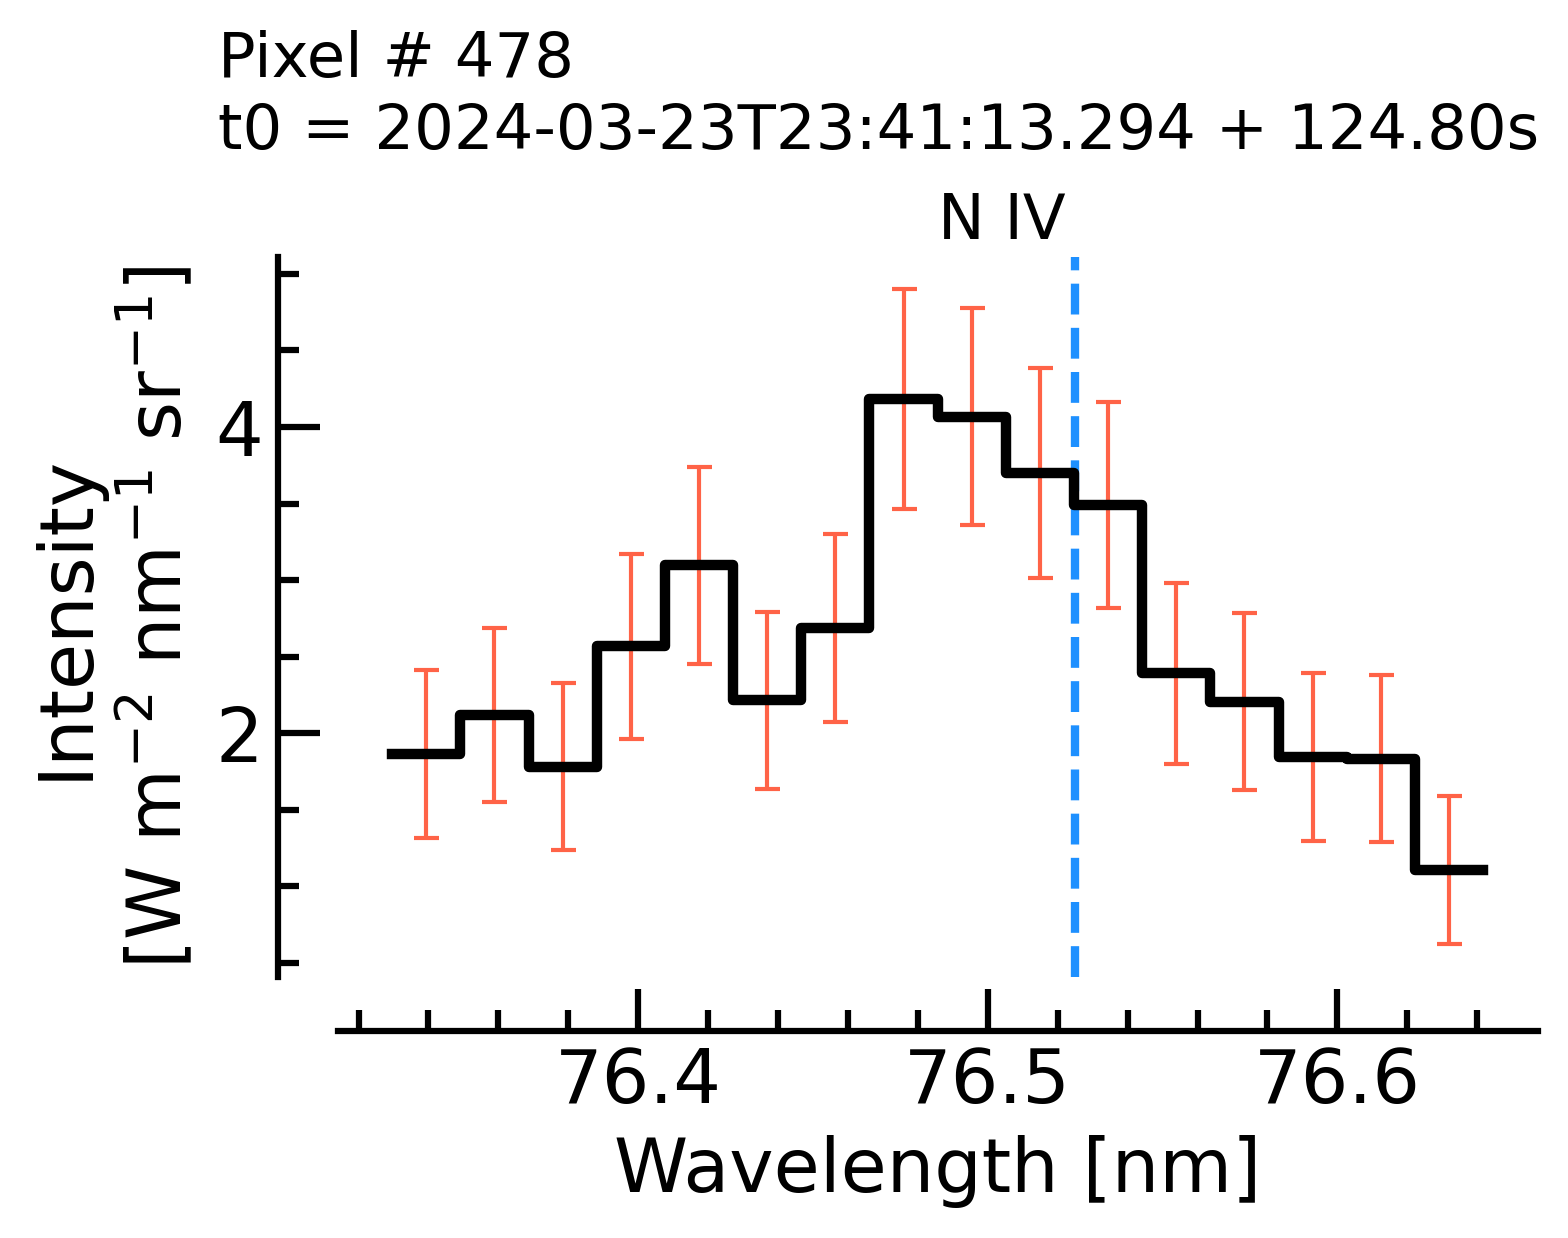 Pixel # 478
t0 = 2024-03-23T23:41:13.294 + 124.80s
N IV
Intensity
[W m⁻² nm⁻¹ sr⁻¹]
4
2
76.4 76.5 76.6
Wavelength [nm]